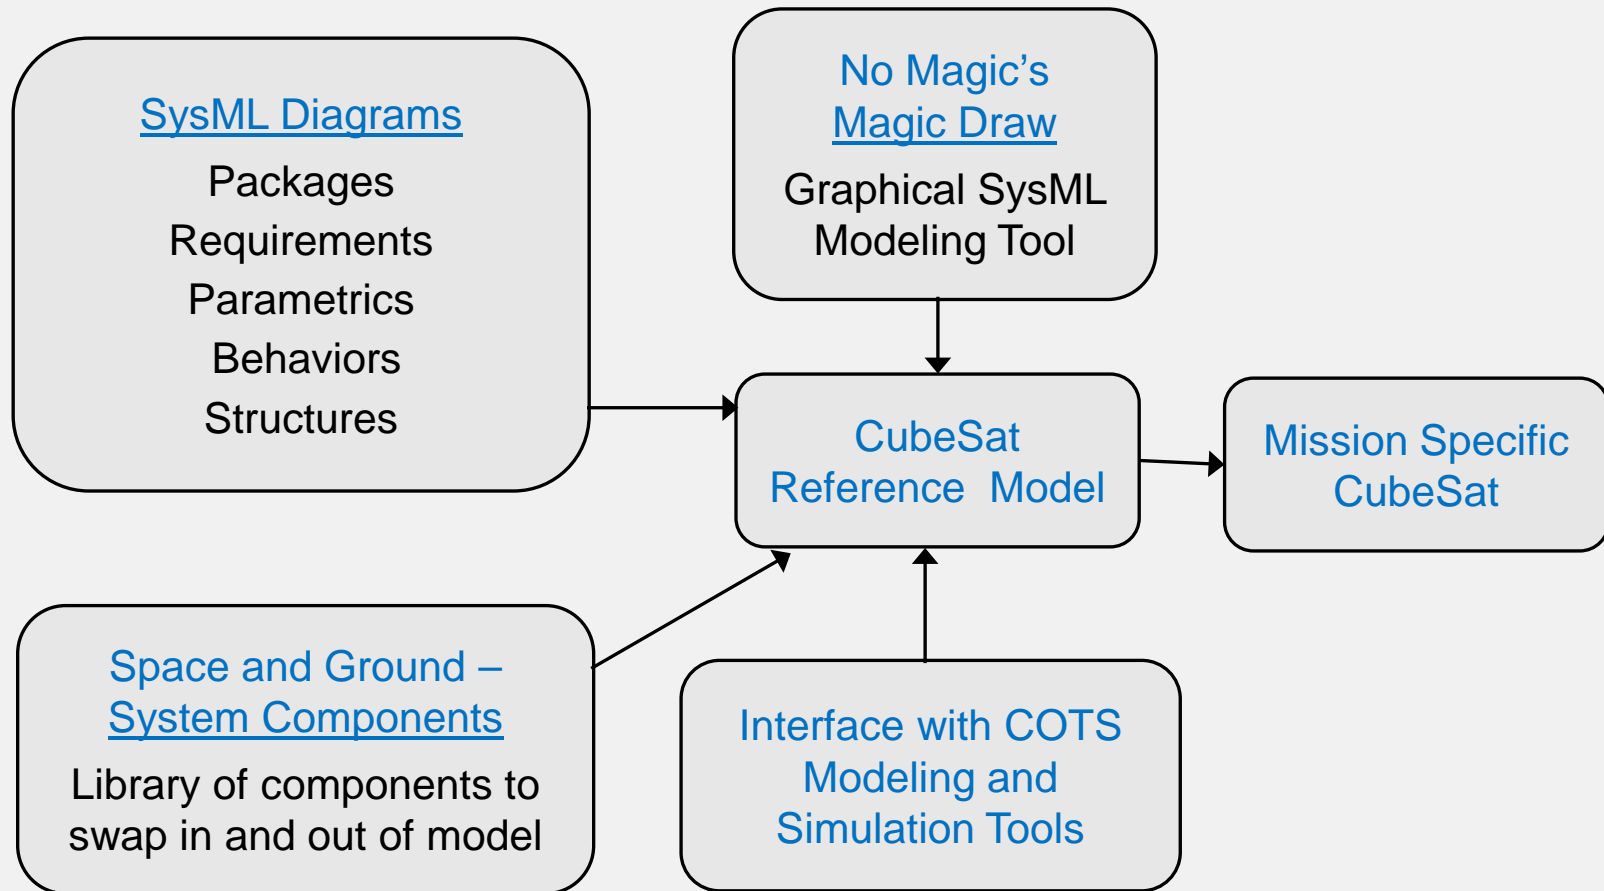 SysML Diagrams
Packages
Requirements
Parametrics
Behaviors
Structures
No Magic’s
Magic Draw
Graphical SysML
Modeling Tool
CubeSat
Reference  Model
Mission Specific
CubeSat
Space and Ground –
System Components
Library of components to
swap in and out of model
Interface with COTS
Modeling and
Simulation Tools